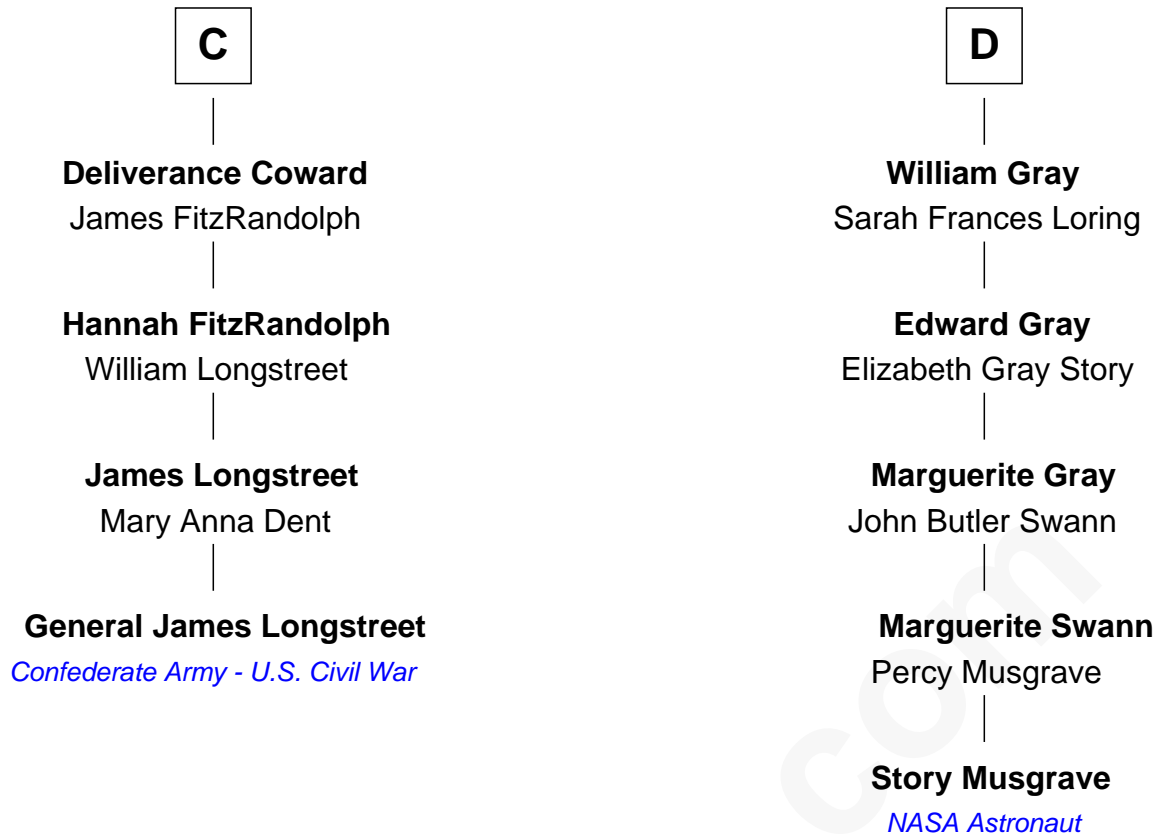 C
Deliverance Coward
James FitzRandolph
Hannah FitzRandolph
William Longstreet
James Longstreet
Mary Anna Dent
General James Longstreet
Confederate Army - U.S. Civil War
D
William Gray
Sarah Frances Loring
Edward Gray
Elizabeth Gray Story
Marguerite Gray
John Butler Swann
Marguerite Swann
Percy Musgrave
Story Musgrave
NASA Astronaut
com